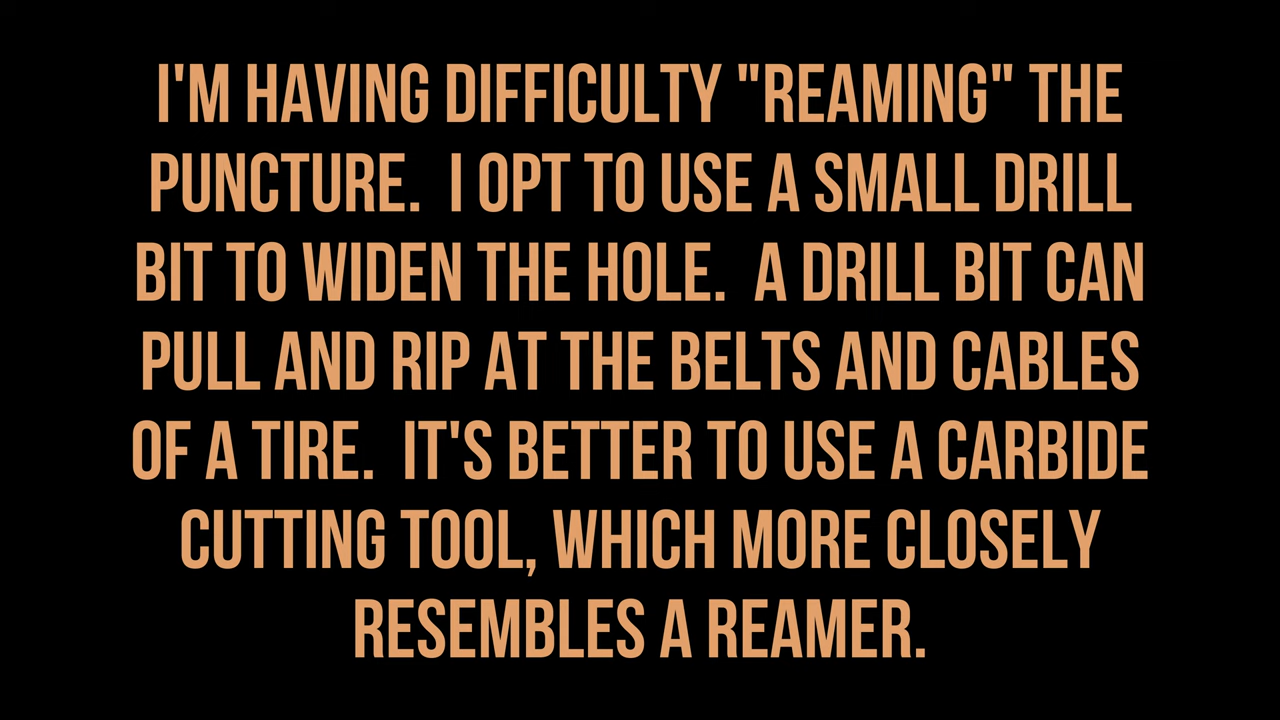 I'M HAVING DIFFICULTY "REAMING" THE
PUNCTURE.  I OPT TO USE A SMALL DRILL
BIT TO WIDEN THE HOLE.  A DRILL BIT CAN
PULL AND RIP AT THE BELTS AND CABLES
OF A TIRE.  IT'S BETTER TO USE A CARBIDE
CUTTING TOOL, WHICH MORE CLOSELY
RESEMBLES A REAMER.